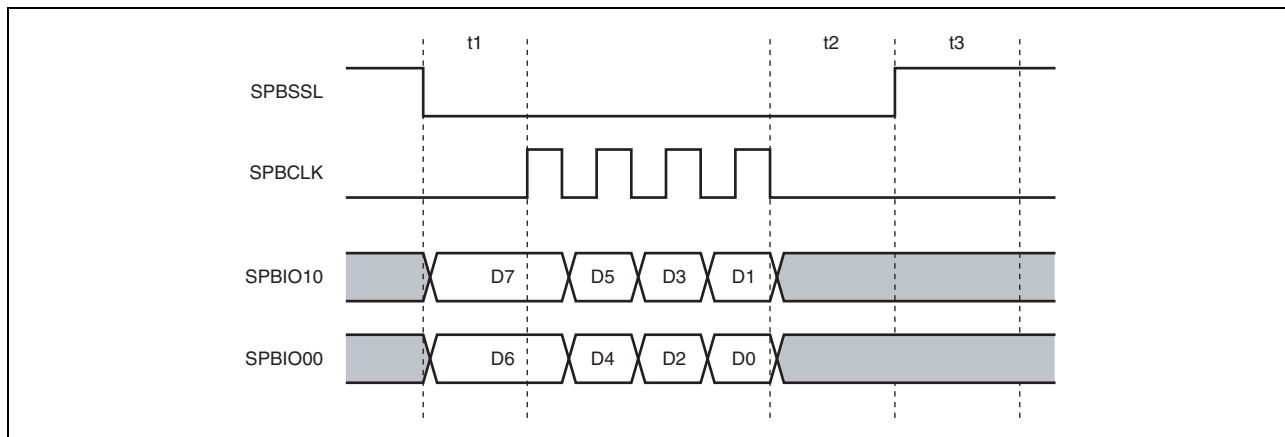 t1 t2 t3
SPBSSL
SPBCLK
SPBIO10 D7 D5 D3 D1
SPBIO00 D6 D4 D2 D0